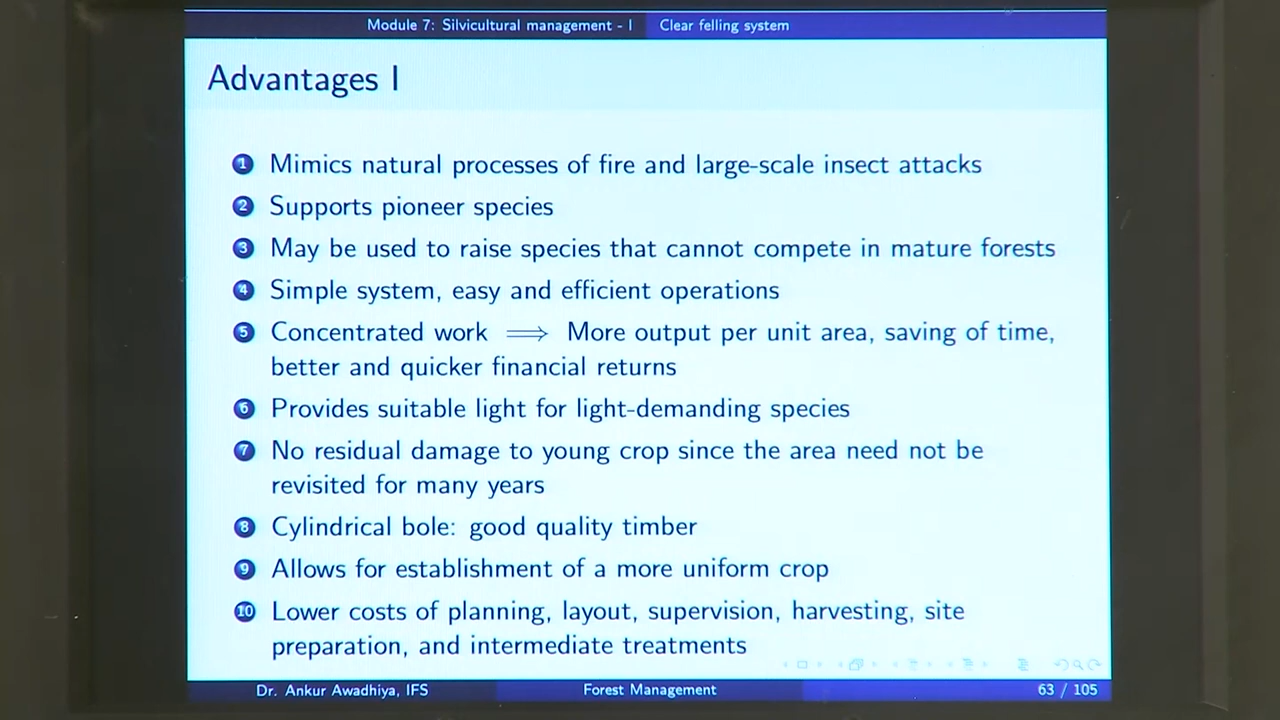 Module 7: Silvicultural management - I Clear felling system
Advantages I
1 Mimics natural processes of fire and large-scale insect attacks
2 Supports pioneer species
3 May be used to raise species that cannot compete in mature forests
4 Simple system, easy and efficient operations
5 Concentrated work ⟹ More output per unit area, saving of time,
better and quicker financial returns
6 Provides suitable light for light-demanding species
7 No residual damage to young crop since the area need not be
revisited for many years
8 Cylindrical bole: good quality timber
9 Allows for establishment of a more uniform crop
10 Lower costs of planning, layout, supervision, harvesting, site
preparation, and intermediate treatments
Dr. Ankur Awadhiya, IFS Forest Management 63 / 105